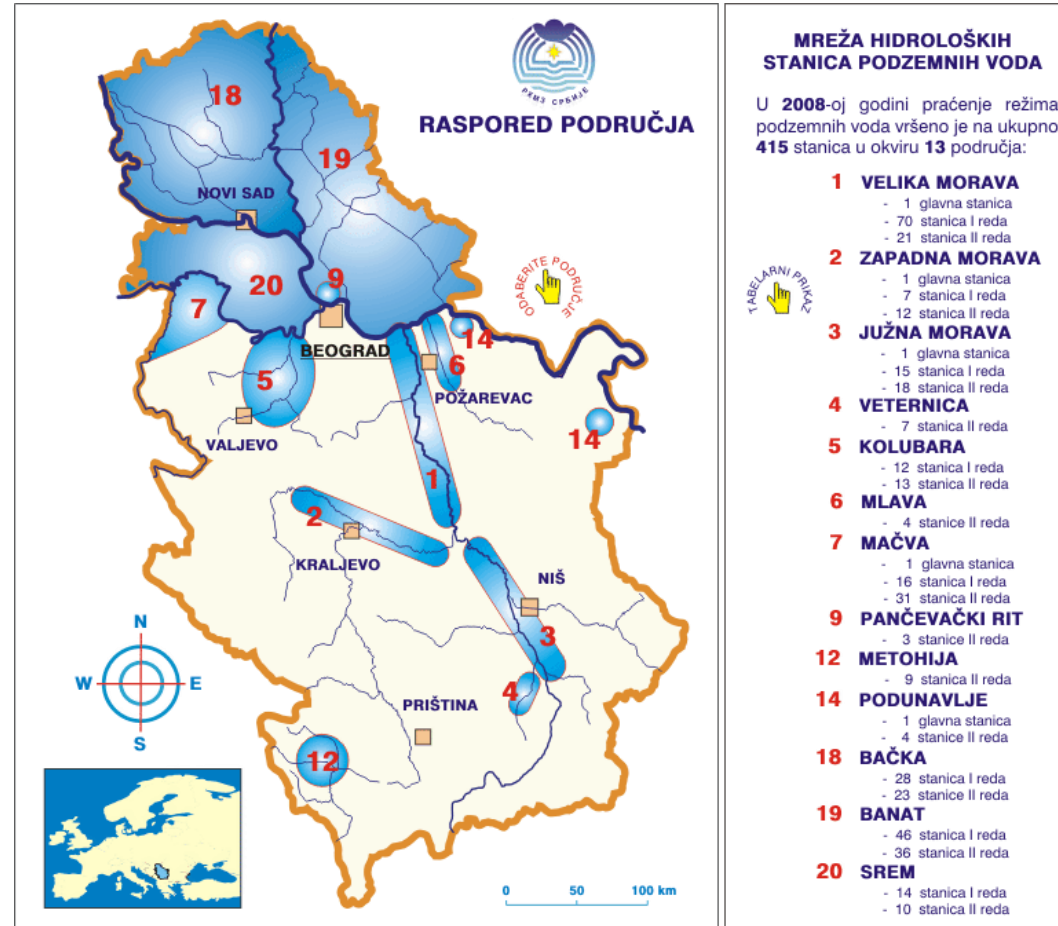 РХМЗ СРБИЈЕ
RASPORED PODRUČJA
18
19
NOVI SAD
20
9
7
ODABERITE PODRUČJE
BEOGRAD
14
6
5
POŽAREVAC
VALJEVO
14
1
2
KRALJEVO
NIŠ
3
N
W
E
S
4
PRIŠTINA
12
0 50 100 km
MREŽA HIDROLOŠKIH
STANICA PODZEMNIH VODA
U 2008-oj godini praćenje režima
podzemnih voda vršeno je na ukupno
415 stanica u okviru 13 područja:
TABELARNI PRIKAZ
1 VELIKA MORAVA
- 1 glavna stanica
- 70 stanica I reda
- 21 stanica II reda
2 ZAPADNA MORAVA
- 1 glavna stanica
- 7 stanica I reda
- 12 stanica II reda
3 JUŽNA MORAVA
- 1 glavna stanica
- 15 stanica I reda
- 18 stanica II reda
4 VETERNICA
- 7 stanica II reda
5 KOLUBARA
- 12 stanica I reda
- 13 stanica II reda
6 MLAVA
- 4 stanice II reda
7 MAČVA
- 1 glavna stanica
- 16 stanica I reda
- 31 stanica II reda
9 PANČEVAČKI RIT
- 3 stanice II reda
12 METOHIJA
- 9 stanica II reda
14 PODUNAVLJE
- 1 glavna stanica
- 4 stanice II reda
18 BAČKA
- 28 stanica I reda
- 23 stanice II reda
19 BANAT
- 46 stanica I reda
- 36 stanica II reda
20 SREM
- 14 stanica I reda
- 10 stanica II reda